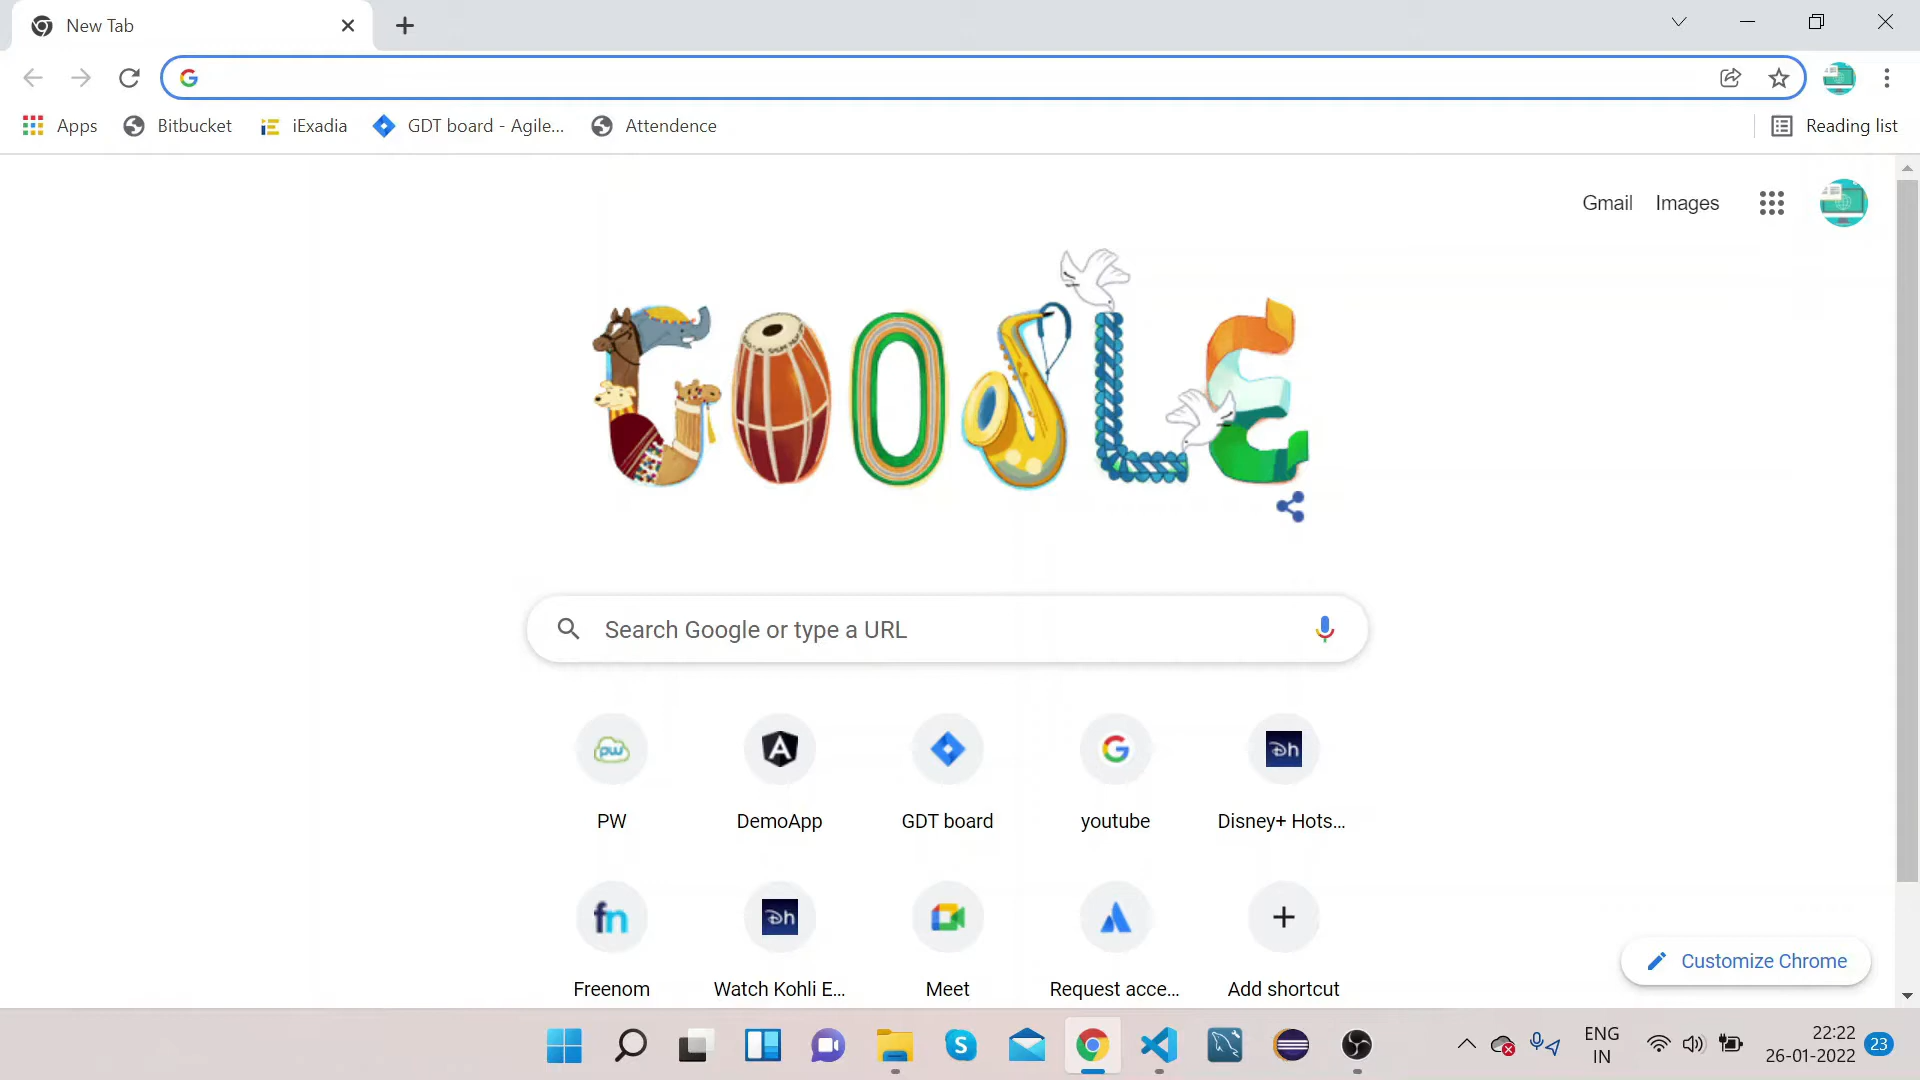 New Tab
Apps
Bitbucket
iExadia
GDT board - Agile...
Attendence
Reading list
Gmail
Images
Search Google or type a URL
PW
DemoApp
GDT board
youtube
Disney+ Hots...
Freenom
Watch Kohli E...
Meet
Request acce...
Add shortcut
Customize Chrome
ENG
IN
22:22
26-01-2022
23